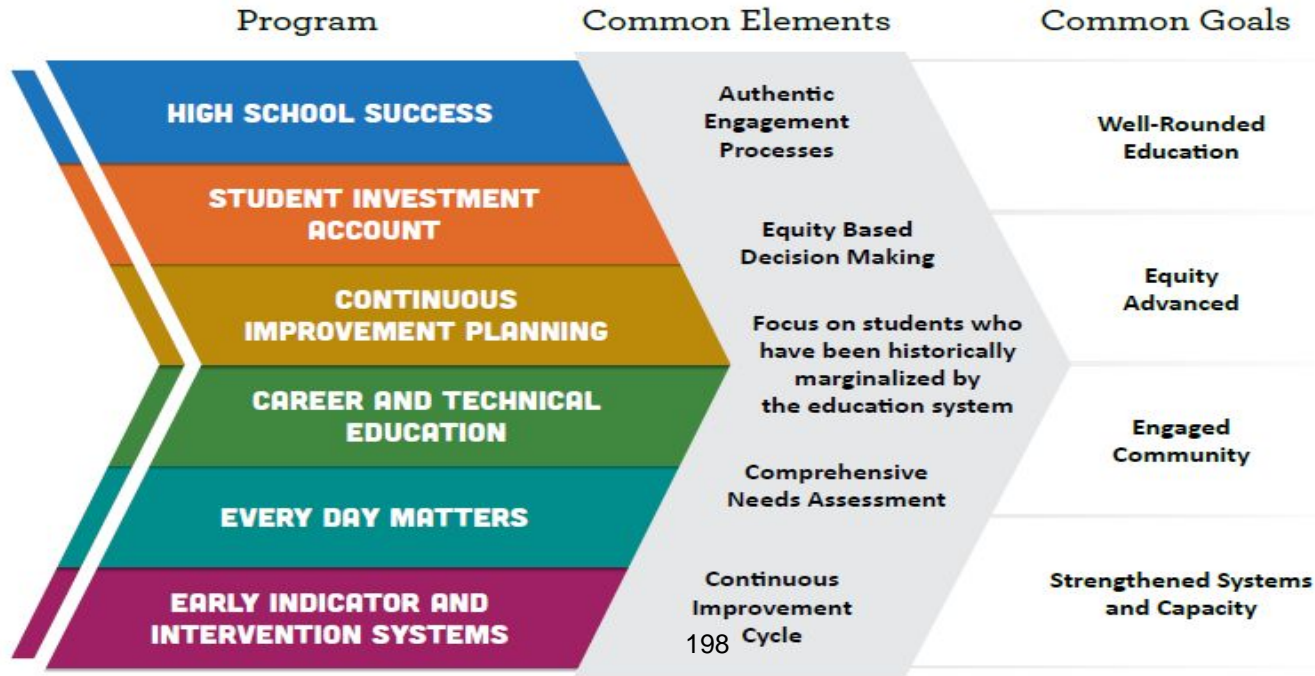 Program
Common Elements
Common Goals
HIGH SCHOOL SUCCESS
STUDENT INVESTMENT
ACCOUNT
CONTINUOUS
IMPROVEMENT PLANNING
CAREER AND TECHNICAL
EDUCATION
EVERY DAY MATTERS
EARLY INDICATOR AND
INTERVENTION SYSTEMS
Authentic
Engagement
Processes
Equity Based
Decision Making
Focus on students who
have been historically
marginalized by
the education system
Comprehensive
Needs Assessment
Continuous
Improvement
Cycle
198
Well-Rounded
Education
Equity
Advanced
Engaged
Community
Strengthened Systems
and Capacity